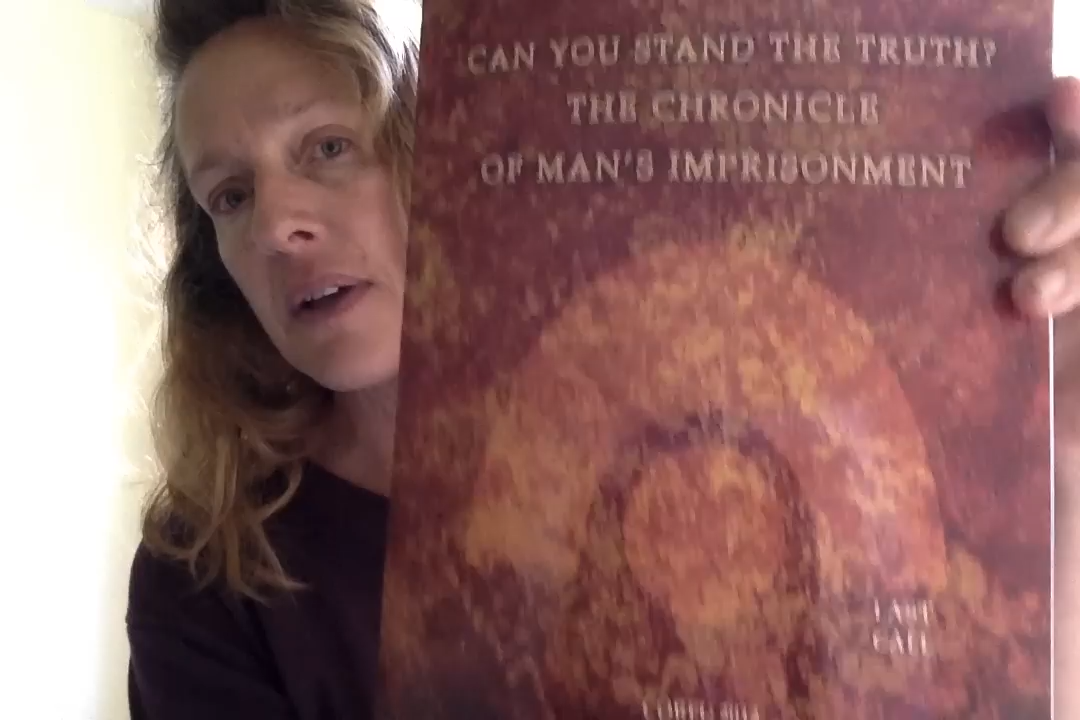 CAN YOU STAND THE TRUTH?
THE CHRONICLE
OF MAN'S IMPRISONMENT
LAST
CALL